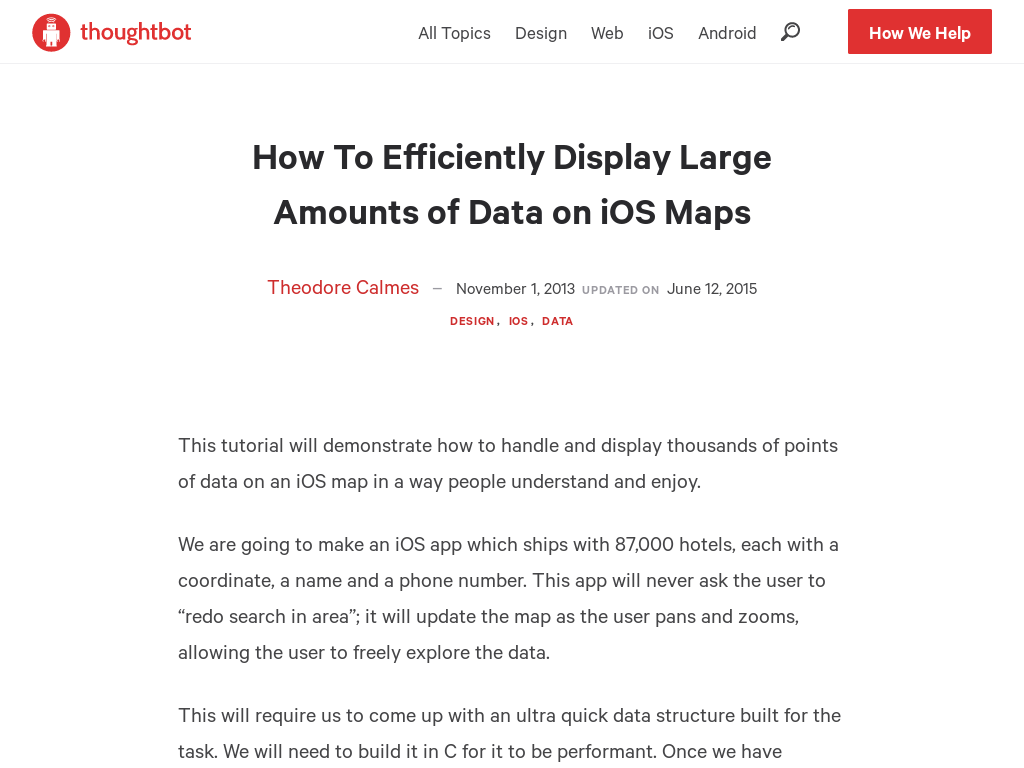 thoughtbot
All Topics Design Web iOS Android How We Help
How To Efficiently Display Large
Amounts of Data on iOS Maps
Theodore Calmes – November 1, 2013 UPDATED ON June 12, 2015
DESIGN, IOS, DATA
This tutorial will demonstrate how to handle and display thousands of points
of data on an iOS map in a way people understand and enjoy.
We are going to make an iOS app which ships with 87,000 hotels, each with a
coordinate, a name and a phone number. This app will never ask the user to
“redo search in area”; it will update the map as the user pans and zooms,
allowing the user to freely explore the data.
This will require us to come up with an ultra quick data structure built for the
task. We will need to build it in C for it to be performant. Once we have